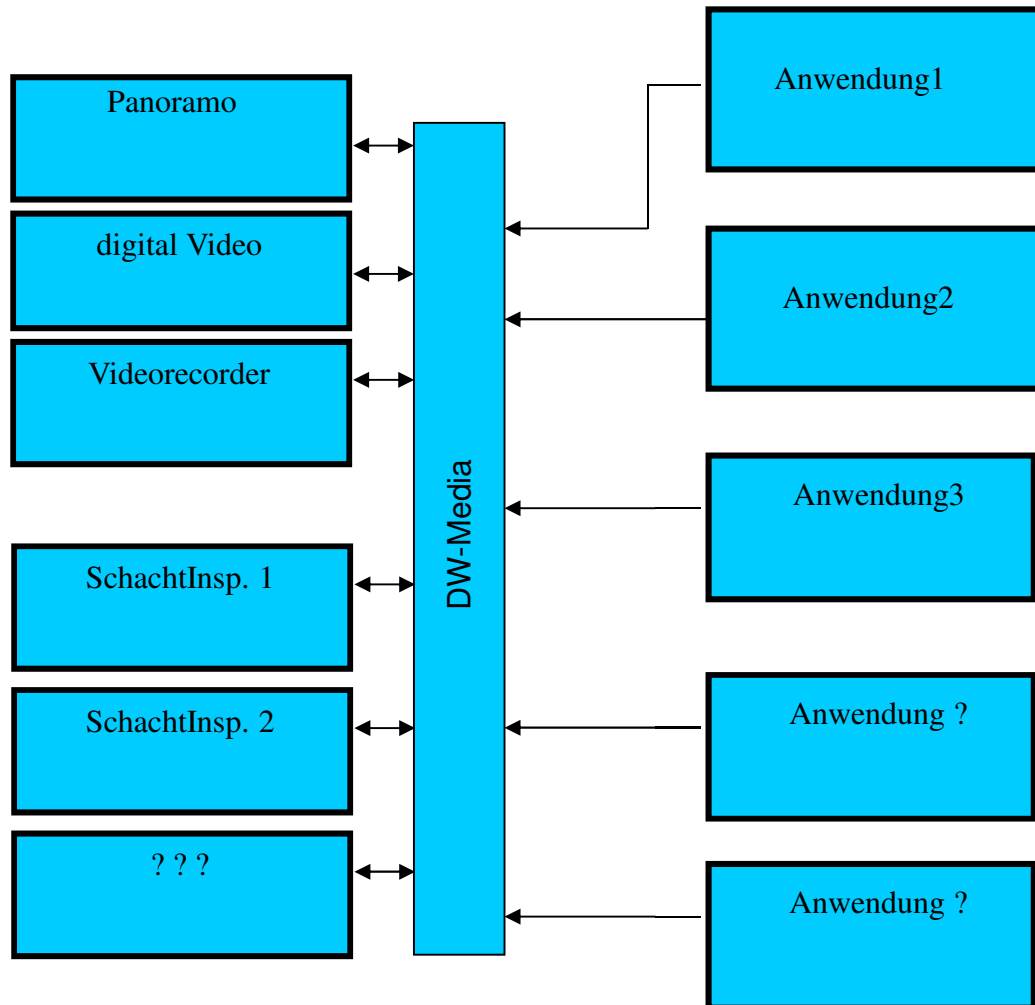 Panoramo
digital Video
Videorecorder
SchachtInsp. 1
SchachtInsp. 2
? ? ?
DW-Media
Anwendung1
Anwendung2
Anwendung3
Anwendung ?
Anwendung ?